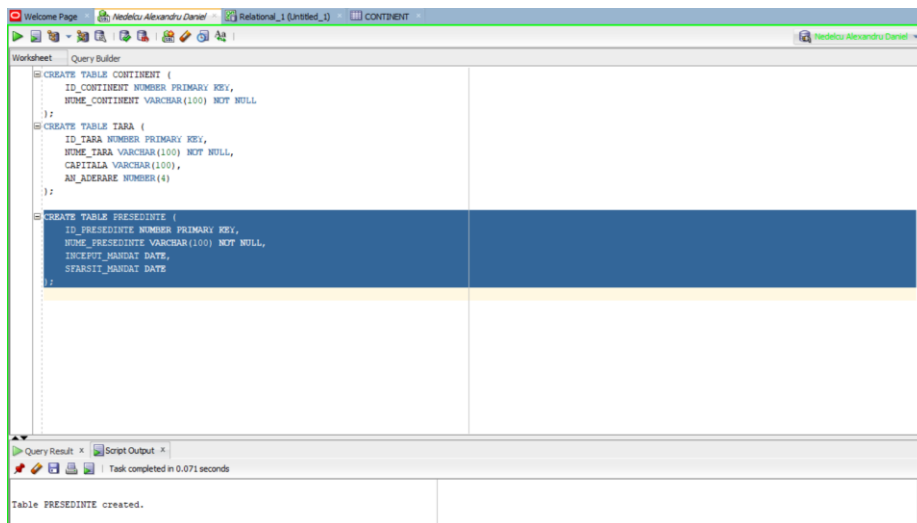 Welcome Page
Nedelcu Alexandru Daniel
Relational_1 (Untitled_1)
CONTINENT
Nedelcu Alexandru Daniel
Worksheet
Query Builder
CREATE TABLE CONTINENT (
ID_CONTINENT NUMBER PRIMARY KEY,
NUME_CONTINENT VARCHAR(100) NOT NULL
);
CREATE TABLE TARA (
ID_TARA NUMBER PRIMARY KEY,
NUME_TARA VARCHAR(100) NOT NULL,
CAPITALA VARCHAR(100),
AN_ADERARE NUMBER(4)
);
CREATE TABLE PRESEDINTE (
ID_PRESEDINTE NUMBER PRIMARY KEY,
NUME_PRESEDINTE VARCHAR(100) NOT NULL,
INCEPUT_MANDAT DATE,
SFARSIT_MANDAT DATE
);
Query Result x
Script Output x
Task completed in 0.071 seconds
Table PRESEDINTE created.